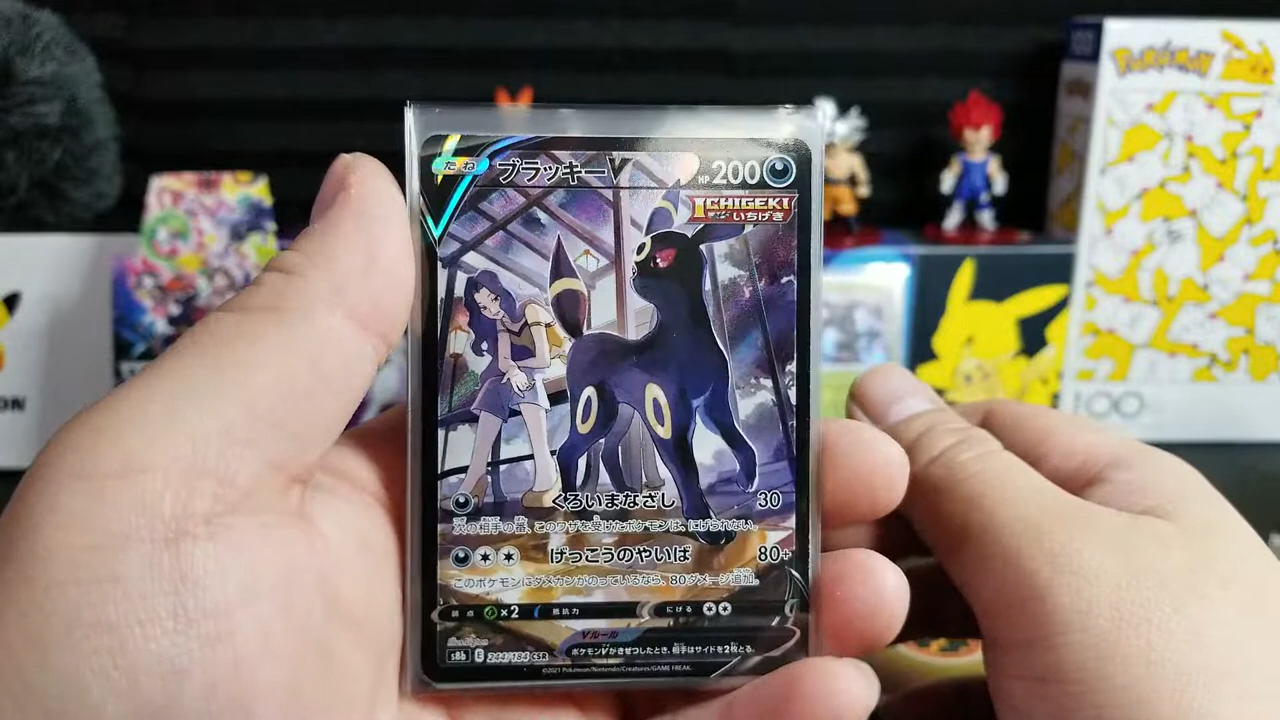 Pokémon
たね ブラッキーV HP 200
ICHIGEKI
いちげき
くろいまなざし 30
次の相手の番、このワザを受けたポケモンは、にげられない。
げっこうのやいば 80+
このポケモンにダメカンがのっているなら、80ダメージ追加。
弱点 ×2 抵抗力 にげる
Vルール
ポケモンVがきぜつしたとき、相手はサイドを2枚とる。
s8b E 244/184 CSR
©2021 Pokémon/Nintendo/Creatures/GAME FREAK.
100
ON